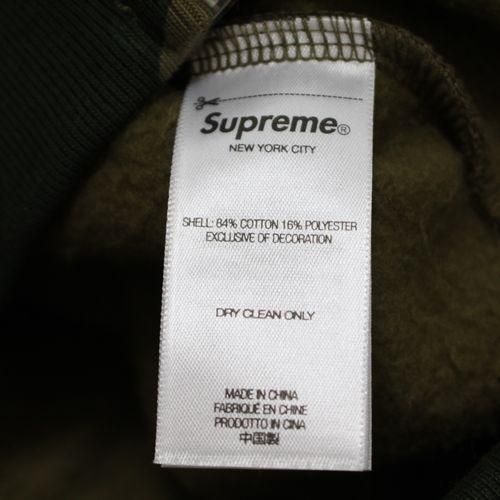 Supreme®
NEW YORK CITY
SHELL: 84% COTTON 16% POLYESTER
EXCLUSIVE OF DECORATION
DRY CLEAN ONLY
MADE IN CHINA
FABRIQUÉ EN CHINE
PRODOTTO IN CINA
中国製